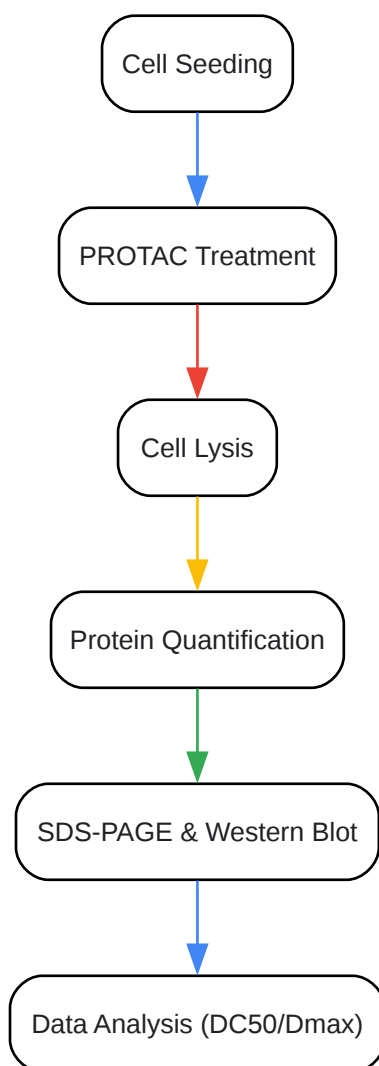 Cell Seeding
PROTAC Treatment
Cell Lysis
Protein Quantification
SDS-PAGE & Western Blot
Data Analysis (DC50/Dmax)